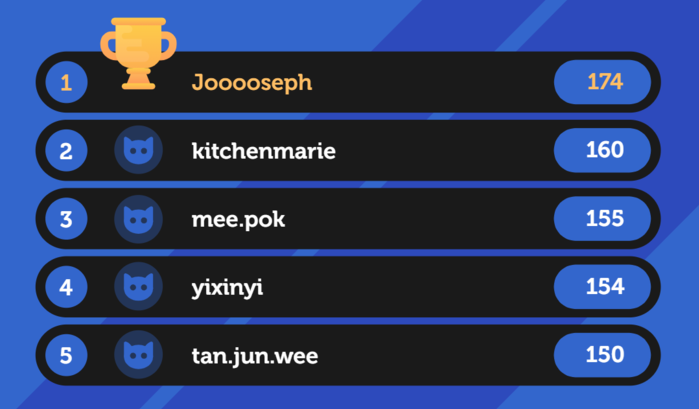 1 Jooooseph 174
2 kitchenmarie 160
3 mee.pok 155
4 yixinyi 154
5 tan.jun.wee 150